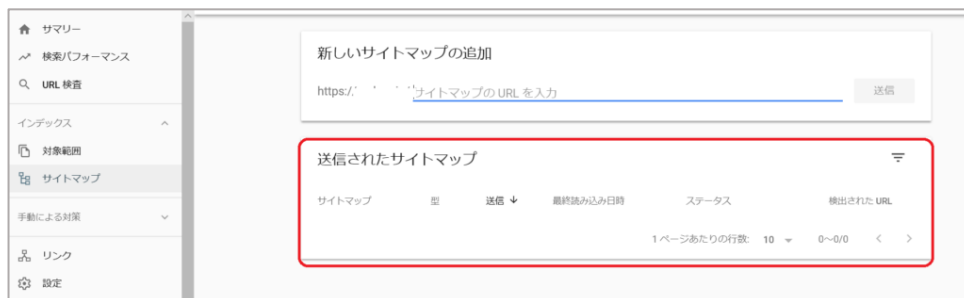 サマリー
検索パフォーマンス
URL 検査
インデックス
対象範囲
サイトマップ
手動による対策
リンク
設定
新しいサイトマップの追加
https:/ サイトマップの URL を入力 送信
送信されたサイトマップ
サイトマップ 型 送信 ↓ 最終読み込み日時 ステータス 検出された URL
1 ページあたりの行数: 10 0~0/0